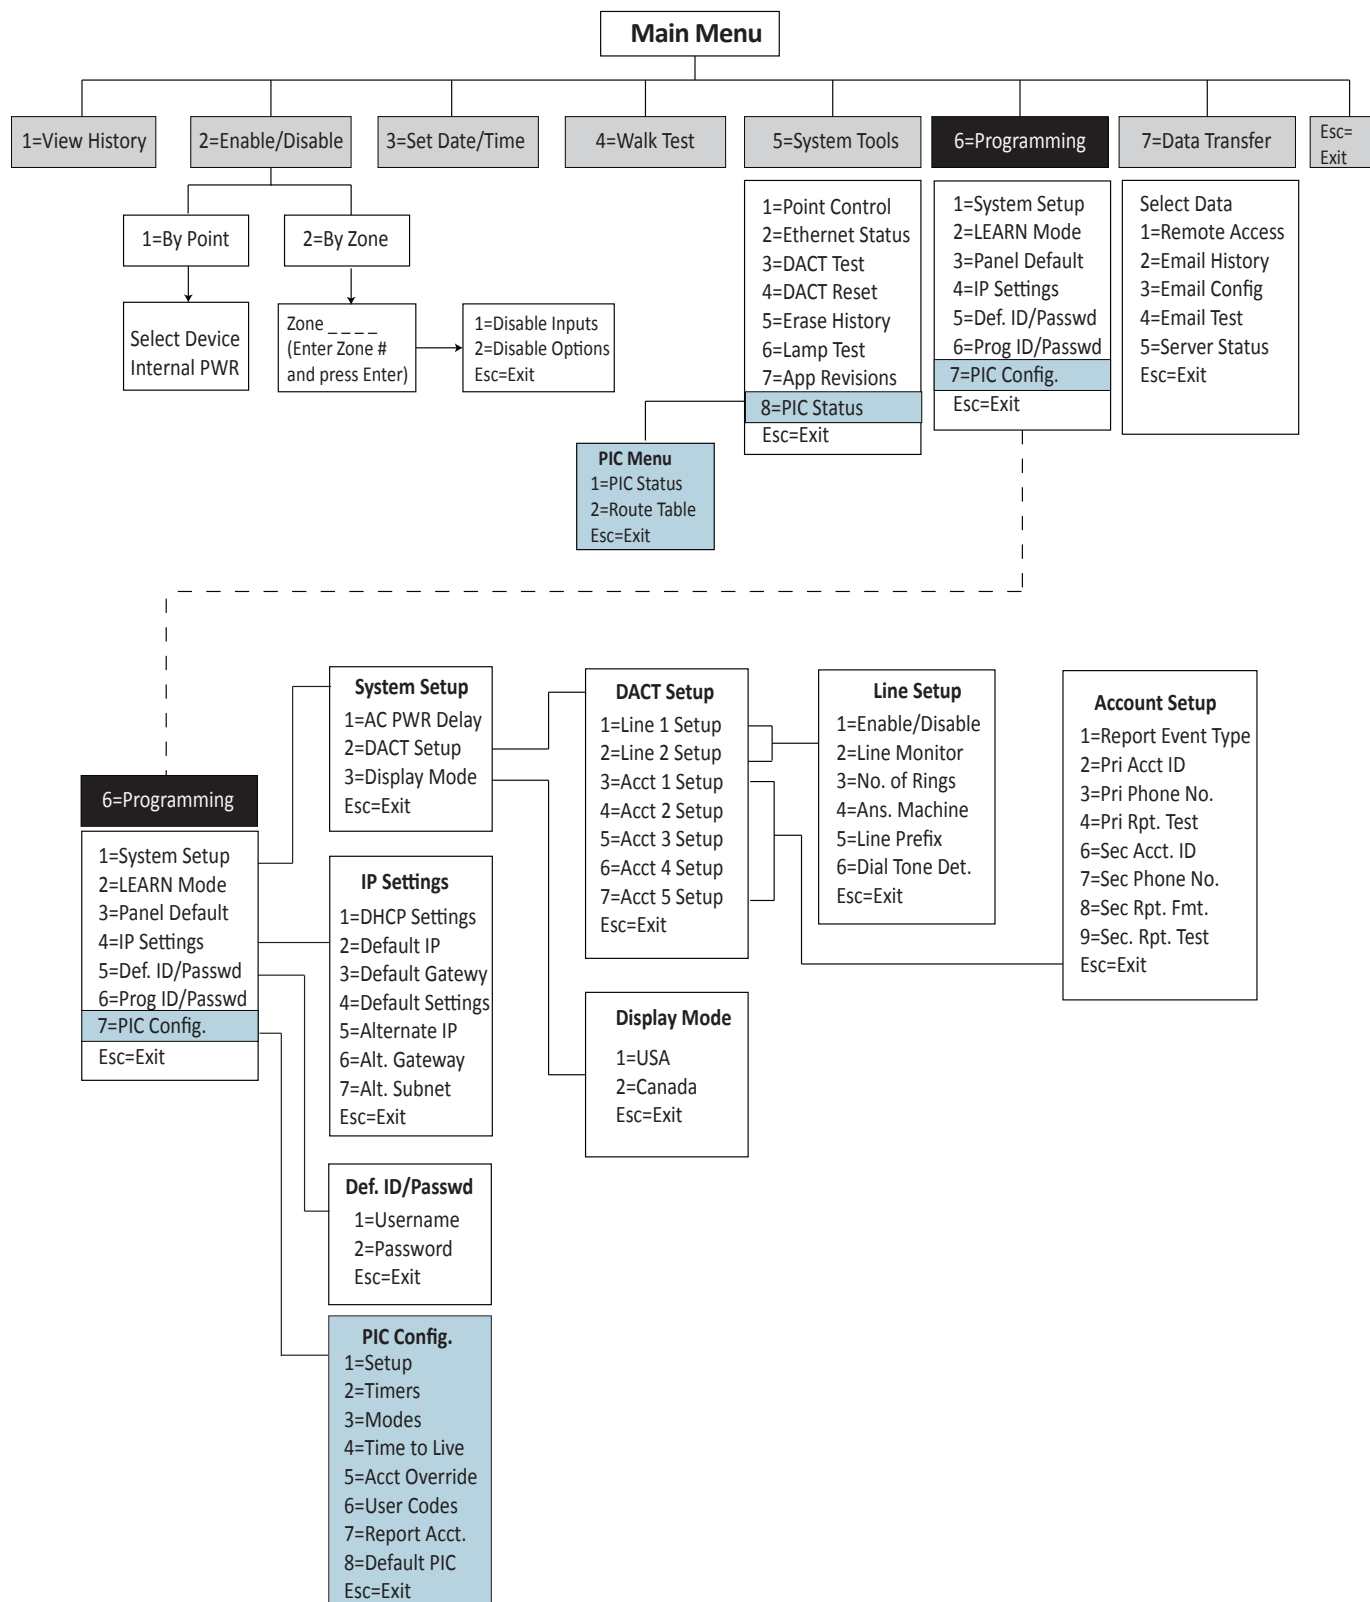 Main Menu
1=View History
2=Enable/Disable
3=Set Date/Time
4=Walk Test
5=System Tools
6=Programming
7=Data Transfer
Esc=
Exit
1=By Point
2=By Zone
Select Device
Internal PWR
Zone _ _ _ _
(Enter Zone #
and press Enter)
1=Disable Inputs
2=Disable Options
Esc=Exit
1=Point Control
2=Ethernet Status
3=DACT Test
4=DACT Reset
5=Erase History
6=Lamp Test
7=App Revisions
8=PIC Status
Esc=Exit
1=System Setup
2=LEARN Mode
3=Panel Default
4=IP Settings
5=Def. ID/Passwd
6=Prog ID/Passwd
7=PIC Config.
Esc=Exit
Select Data
1=Remote Access
2=Email History
3=Email Config
4=Email Test
5=Server Status
Esc=Exit
PIC Menu
1=PIC Status
2=Route Table
Esc=Exit
6=Programming
1=System Setup
2=LEARN Mode
3=Panel Default
4=IP Settings
5=Def. ID/Passwd
6=Prog ID/Passwd
7=PIC Config.
Esc=Exit
System Setup
1=AC PWR Delay
2=DACT Setup
3=Display Mode
Esc=Exit
IP Settings
1=DHCP Settings
2=Default IP
3=Default Gatewy
4=Default Settings
5=Alternate IP
6=Alt. Gateway
7=Alt. Subnet
Esc=Exit
Def. ID/Passwd
1=Username
2=Password
Esc=Exit
PIC Config.
1=Setup
2=Timers
3=Modes
4=Time to Live
5=Acct Override
6=User Codes
7=Report Acct.
8=Default PIC
Esc=Exit
DACT Setup
1=Line 1 Setup
2=Line 2 Setup
3=Acct 1 Setup
4=Acct 2 Setup
5=Acct 3 Setup
6=Acct 4 Setup
7=Acct 5 Setup
Esc=Exit
Display Mode
1=USA
2=Canada
Esc=Exit
Line Setup
1=Enable/Disable
2=Line Monitor
3=No. of Rings
4=Ans. Machine
5=Line Prefix
6=Dial Tone Det.
Esc=Exit
Account Setup
1=Report Event Type
2=Pri Acct ID
3=Pri Phone No.
4=Pri Rpt. Test
6=Sec Acct. ID
7=Sec Phone No.
8=Sec Rpt. Fmt.
9=Sec. Rpt. Test
Esc=Exit